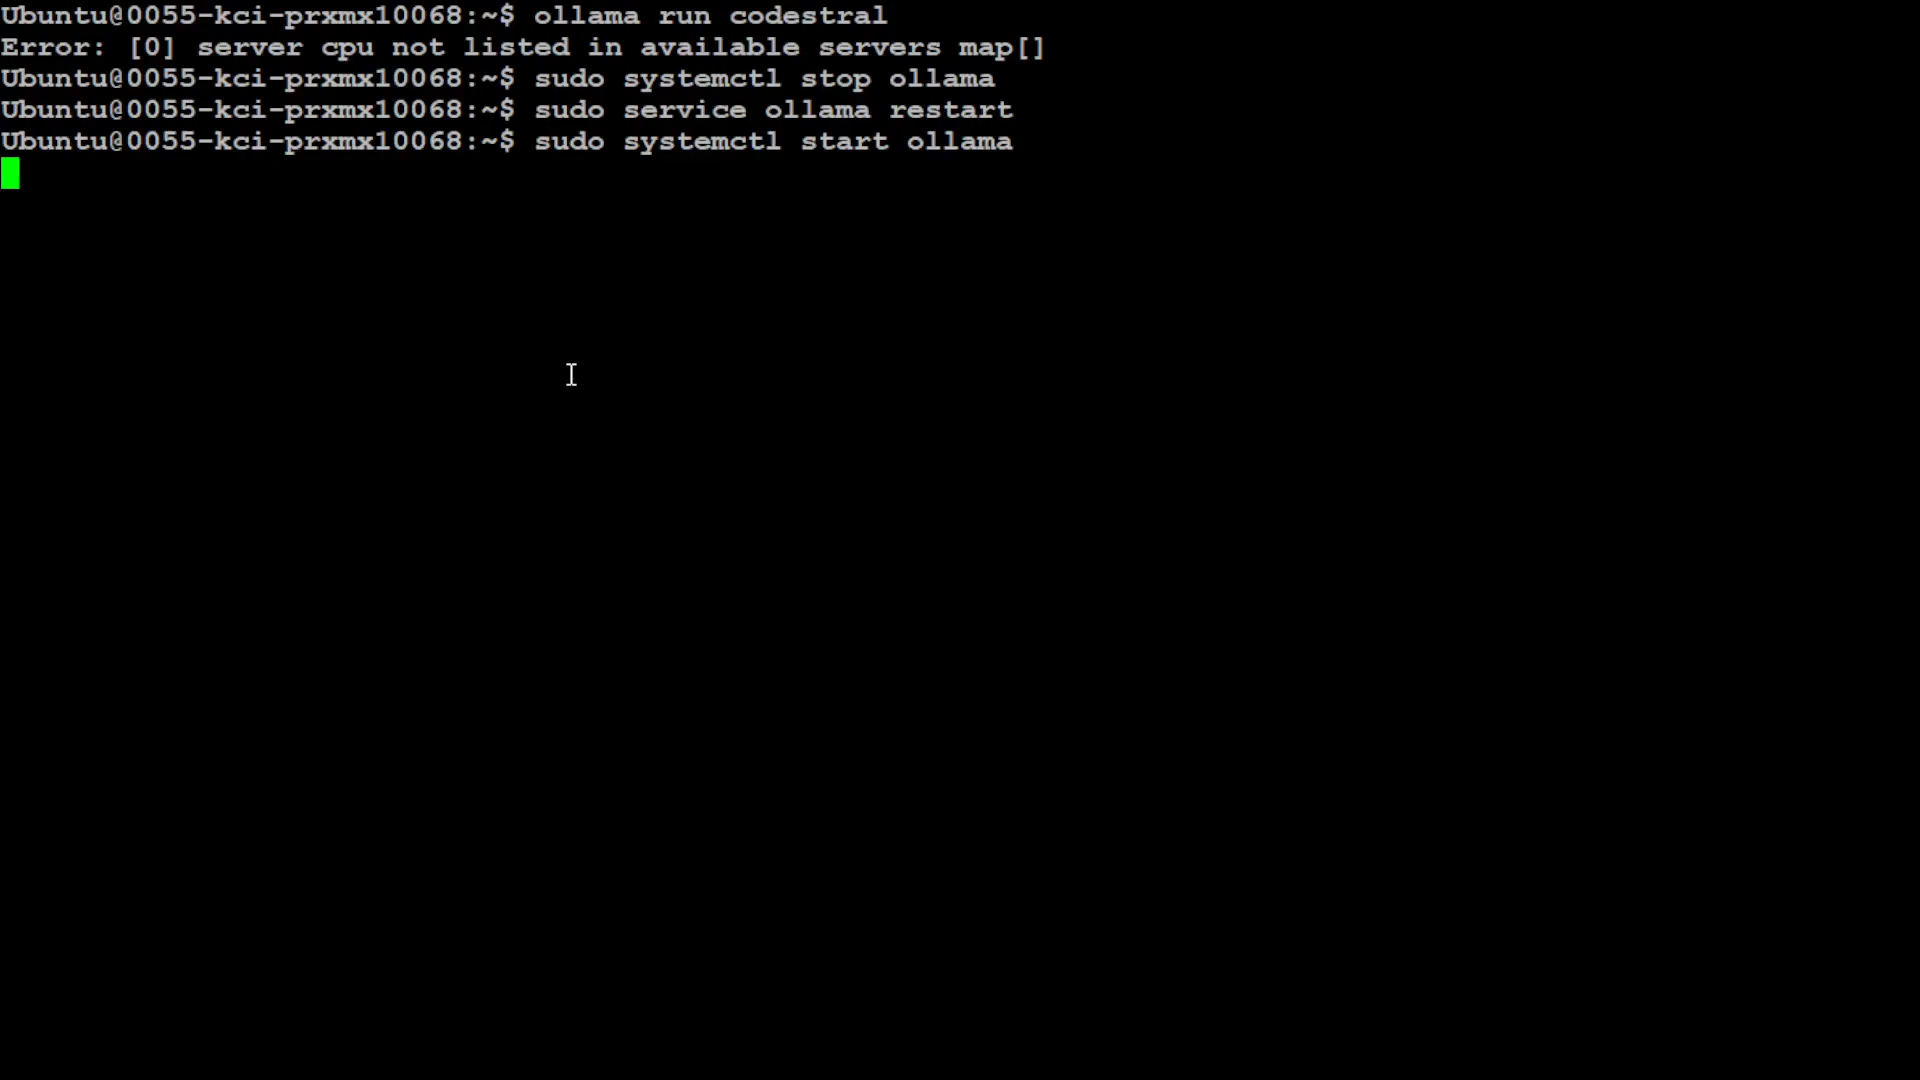 Ubuntu@0055-kci-prxmx10068:~$ ollama run codestral
Error: [0] server cpu not listed in available servers map[]
Ubuntu@0055-kci-prxmx10068:~$ sudo systemctl stop ollama
Ubuntu@0055-kci-prxmx10068:~$ sudo service ollama restart
Ubuntu@0055-kci-prxmx10068:~$ sudo systemctl start ollama